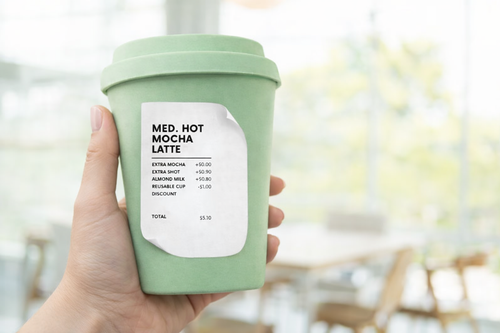 MED. HOT
MOCHA
LATTE
EXTRA MOCHA +$0.00
EXTRA SHOT +$0.90
ALMOND MILK +$0.80
REUSABLE CUP -$1.00
DISCOUNT
TOTAL $5.10